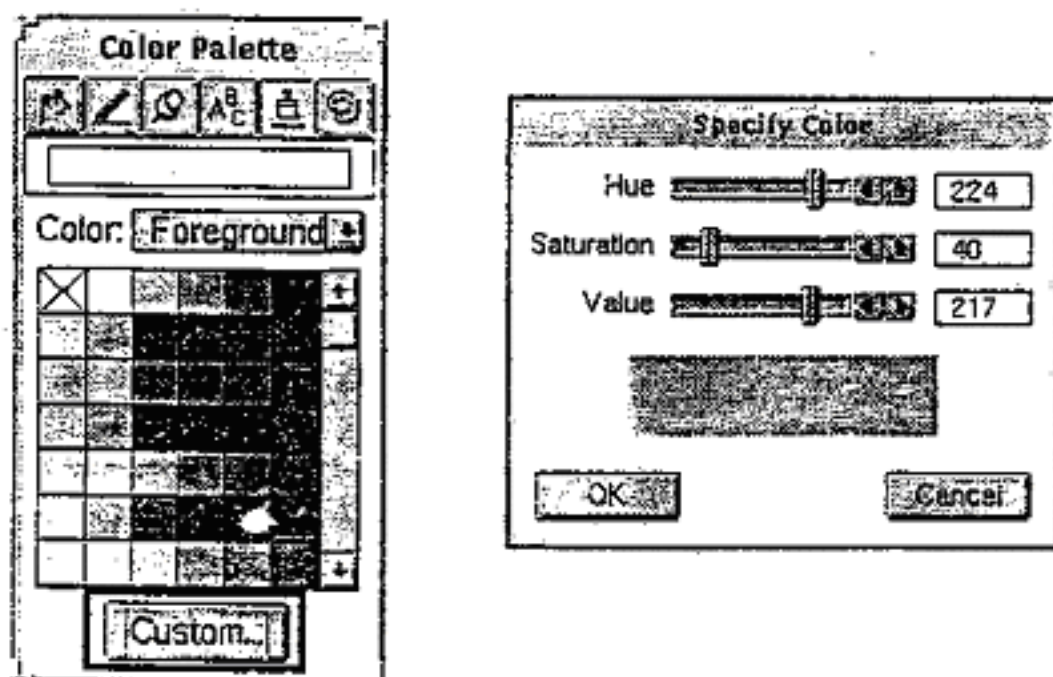 Color Palette
A B C
Color: Foreground
Custom...
Specify Color
Hue 224
Saturation 40
Value 217
OK Cancel